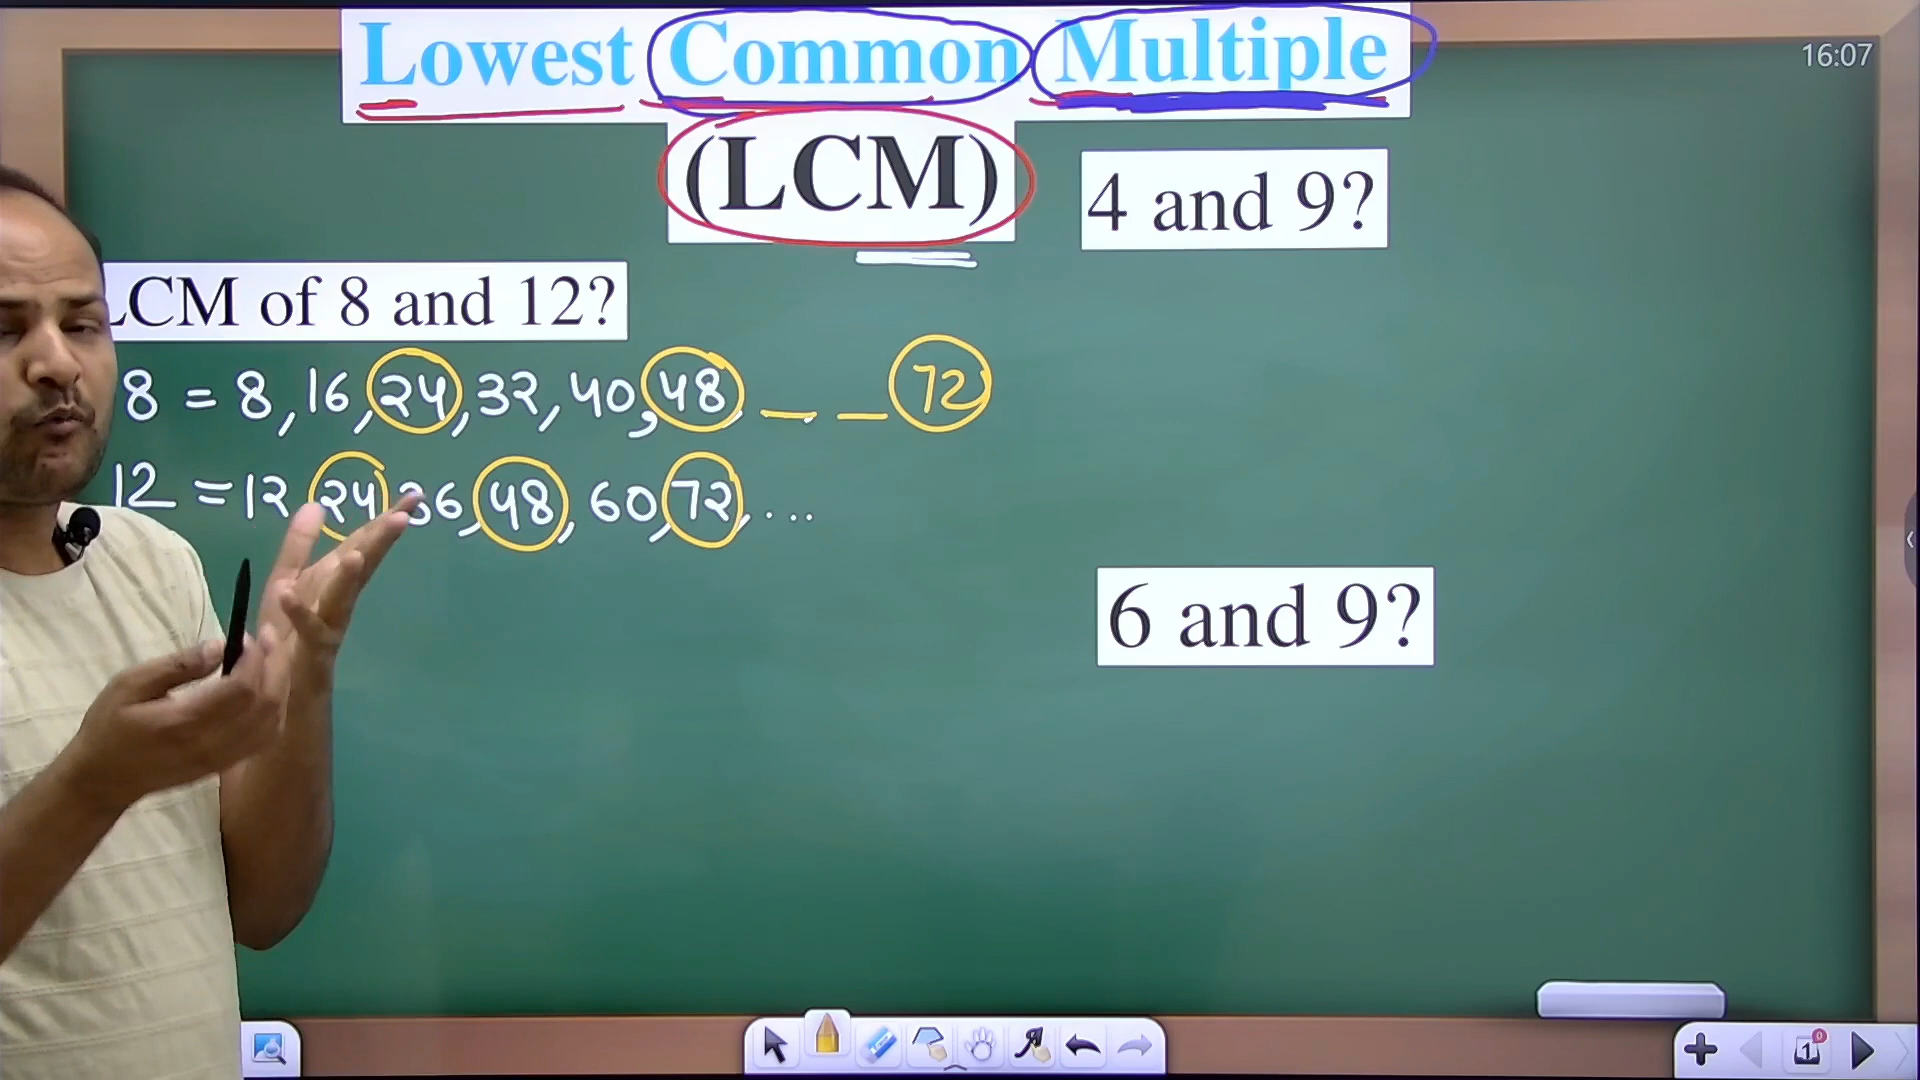 Lowest Common Multiple
16:07
(LCM)
4 and 9?
LCM of 8 and 12?
8 = 8, 16, 24, 32, 40, 48, _ , _ 72
12 = 12 24 36, 48, 60, 72, ...
6 and 9?
1